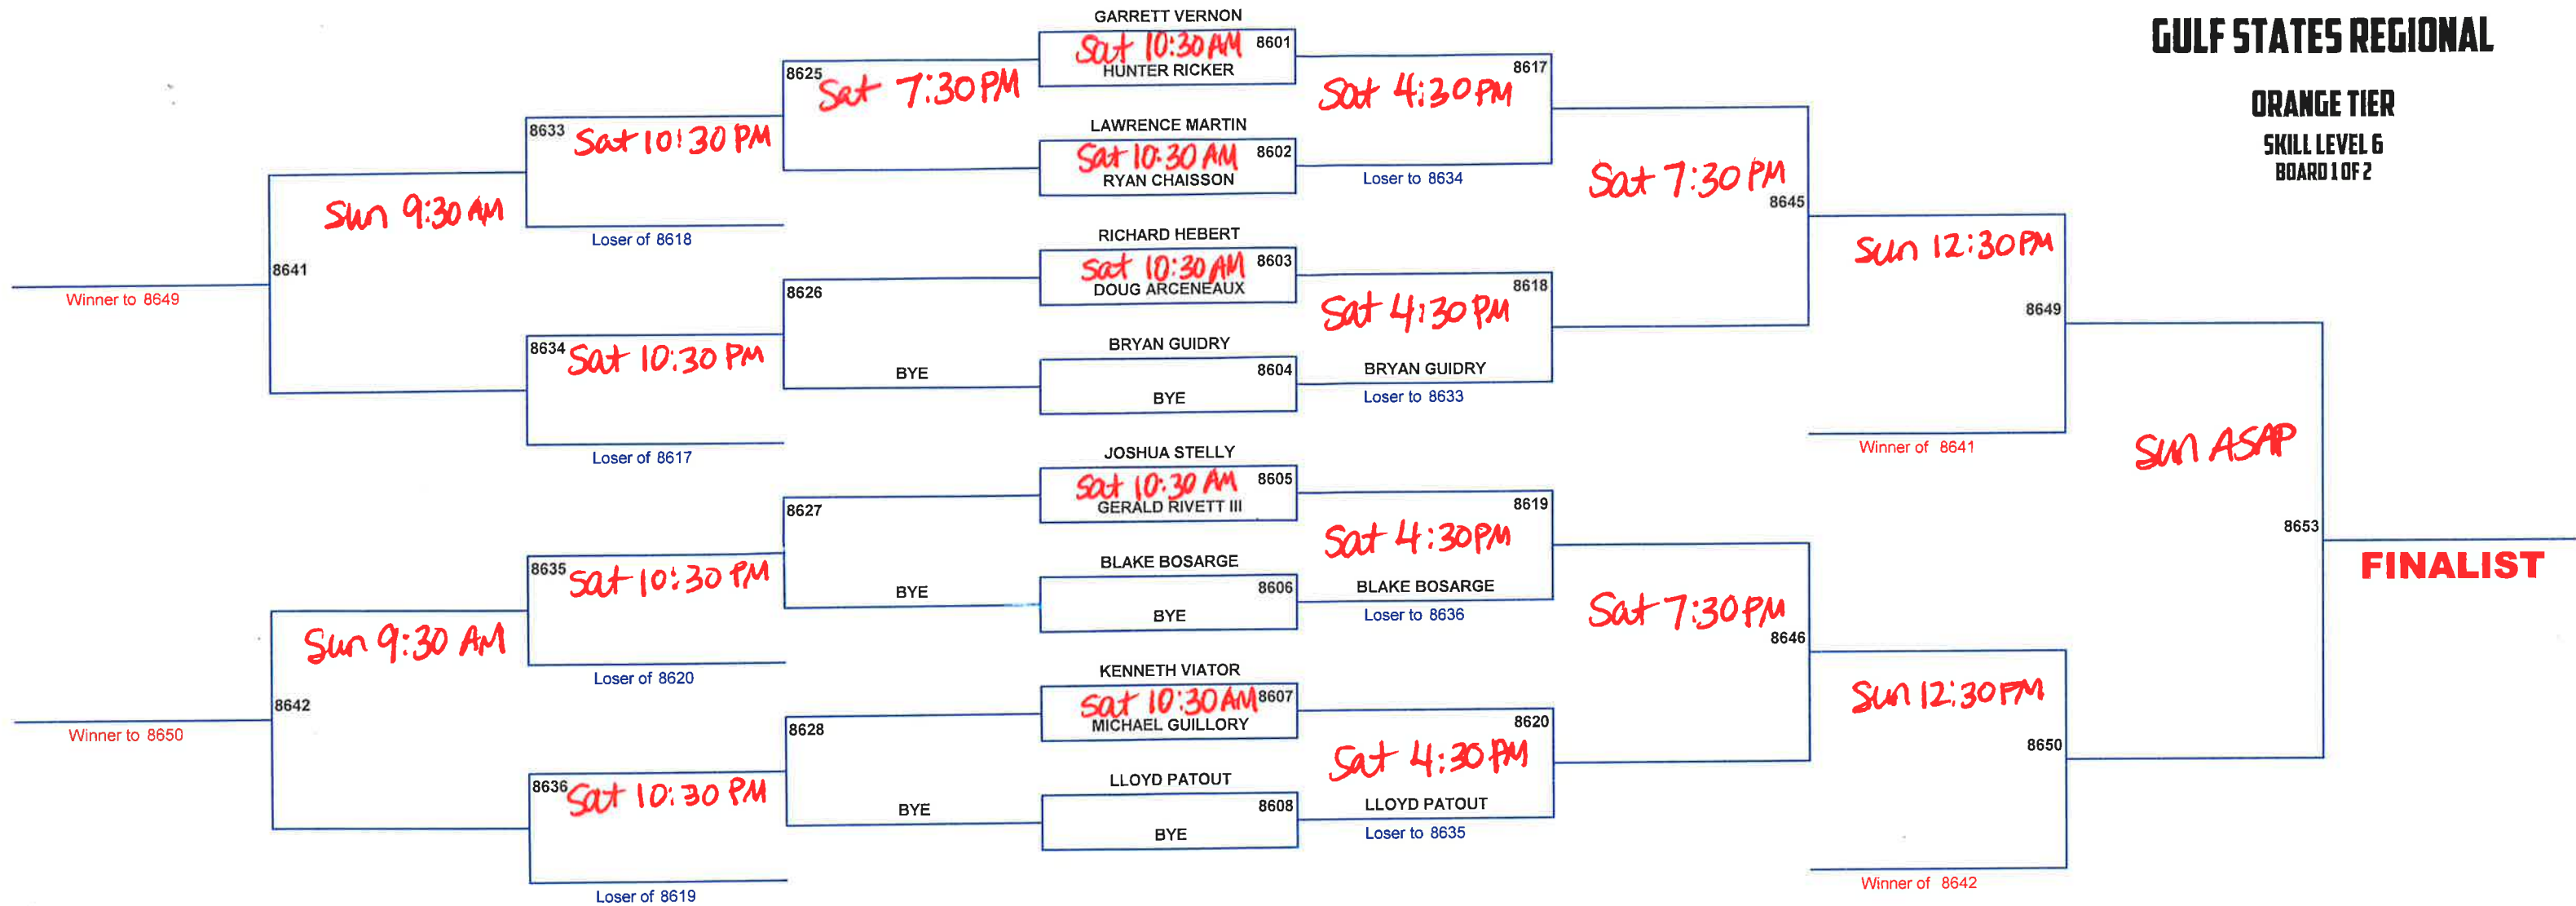 GULF STATES REGIONAL
ORANGE TIER
SKILL LEVEL 6
BOARD 1 OF 2
GARRETT VERNON
Sat 10:30 AM 8601
HUNTER RICKER
8625
Sat 7:30 PM
8617
Sat 4:30 PM
LAWRENCE MARTIN
8633
Sat 10:30 PM
Sat 10:30 AM 8602
RYAN CHAISSON
Loser to 8634
Sat 7:30 PM
8645
Sun 9:30 AM
Loser of 8618
RICHARD HEBERT
Sat 10:30 AM 8603
DOUG ARCENEAUX
Sun 12:30 PM
8641
Winner to 8649
8626
8618
Sat 4:30 PM
8649
BRYAN GUIDRY
8634
Sat 10:30 PM
BYE
8604
BYE
BRYAN GUIDRY
Loser to 8633
Loser of 8617
JOSHUA STELLY
Winner of 8641
Sun ASAP
Sat 10:30 AM 8605
GERALD RIVETT III
8627
8619
Sat 4:30 PM
8653
FINALIST
BLAKE BOSARGE
8635
Sat 10:30 PM
BYE
8606
BYE
BLAKE BOSARGE
Loser to 8636
Sat 7:30 PM
8646
Sun 9:30 AM
Loser of 8620
KENNETH VIATOR
Sat 10:30 AM 8607
MICHAEL GUILLORY
Sun 12:30 PM
8642
Winner to 8650
8628
8620
Sat 4:30 PM
8650
LLOYD PATOUT
8636
Sat 10:30 PM
BYE
8608
BYE
LLOYD PATOUT
Loser to 8635
Loser of 8619
Winner of 8642